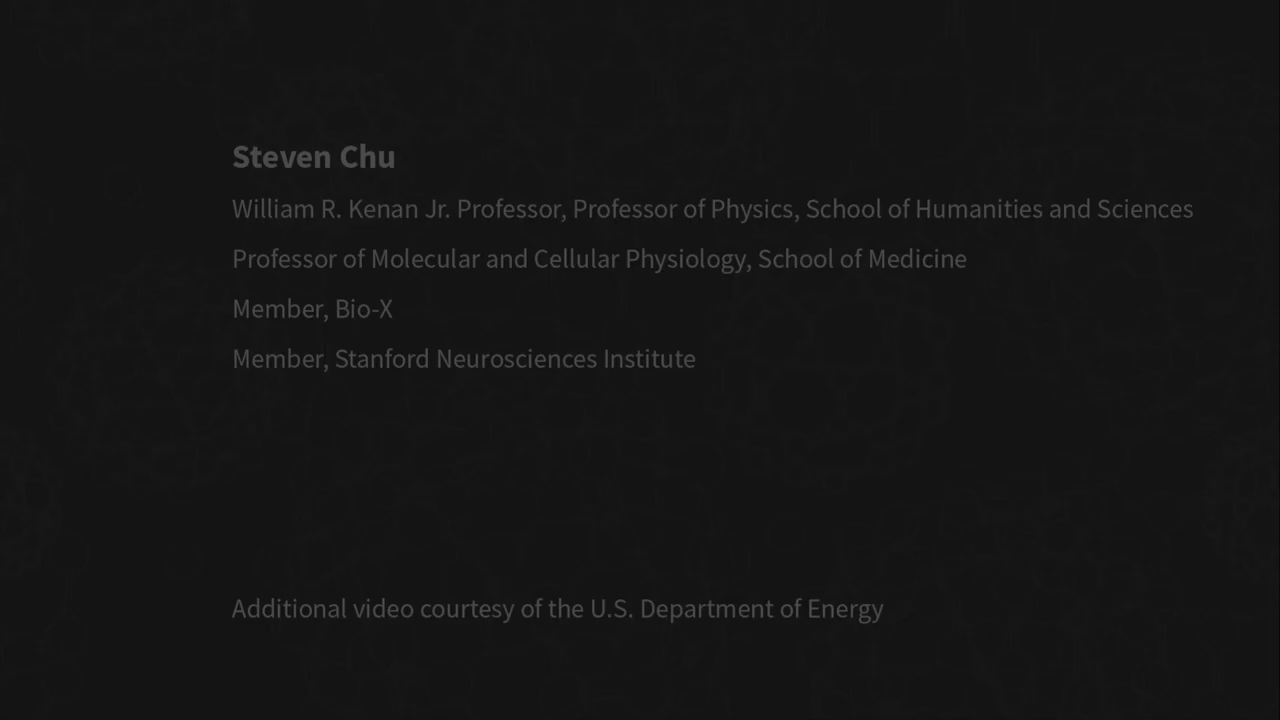 Steven Chu
William R. Kenan Jr. Professor, Professor of Physics, School of Humanities and Sciences
Professor of Molecular and Cellular Physiology, School of Medicine
Member, Bio-X
Member, Stanford Neurosciences Institute
Additional video courtesy of the U.S. Department of Energy